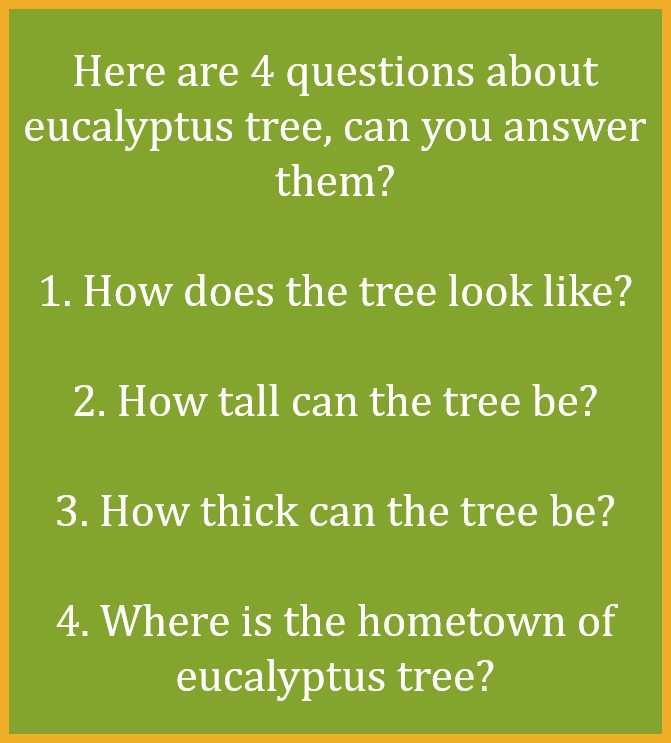 Here are 4 questions about
eucalyptus tree, can you answer
them?
1. How does the tree look like?
2. How tall can the tree be?
3. How thick can the tree be?
4. Where is the hometown of
eucalyptus tree?